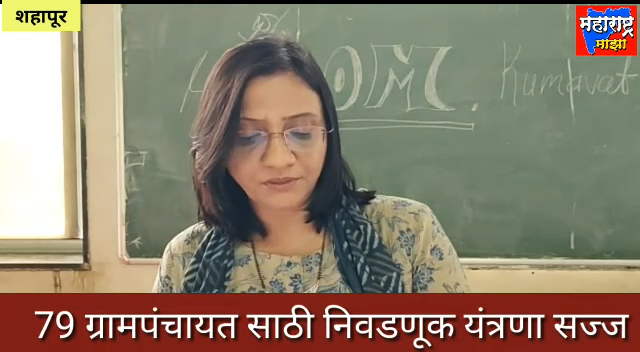 शहापूर
महाराष्ट्र
माझा
Kumavat
79 ग्रामपंचायत साठी निवडणूक यंत्रणा सज्ज